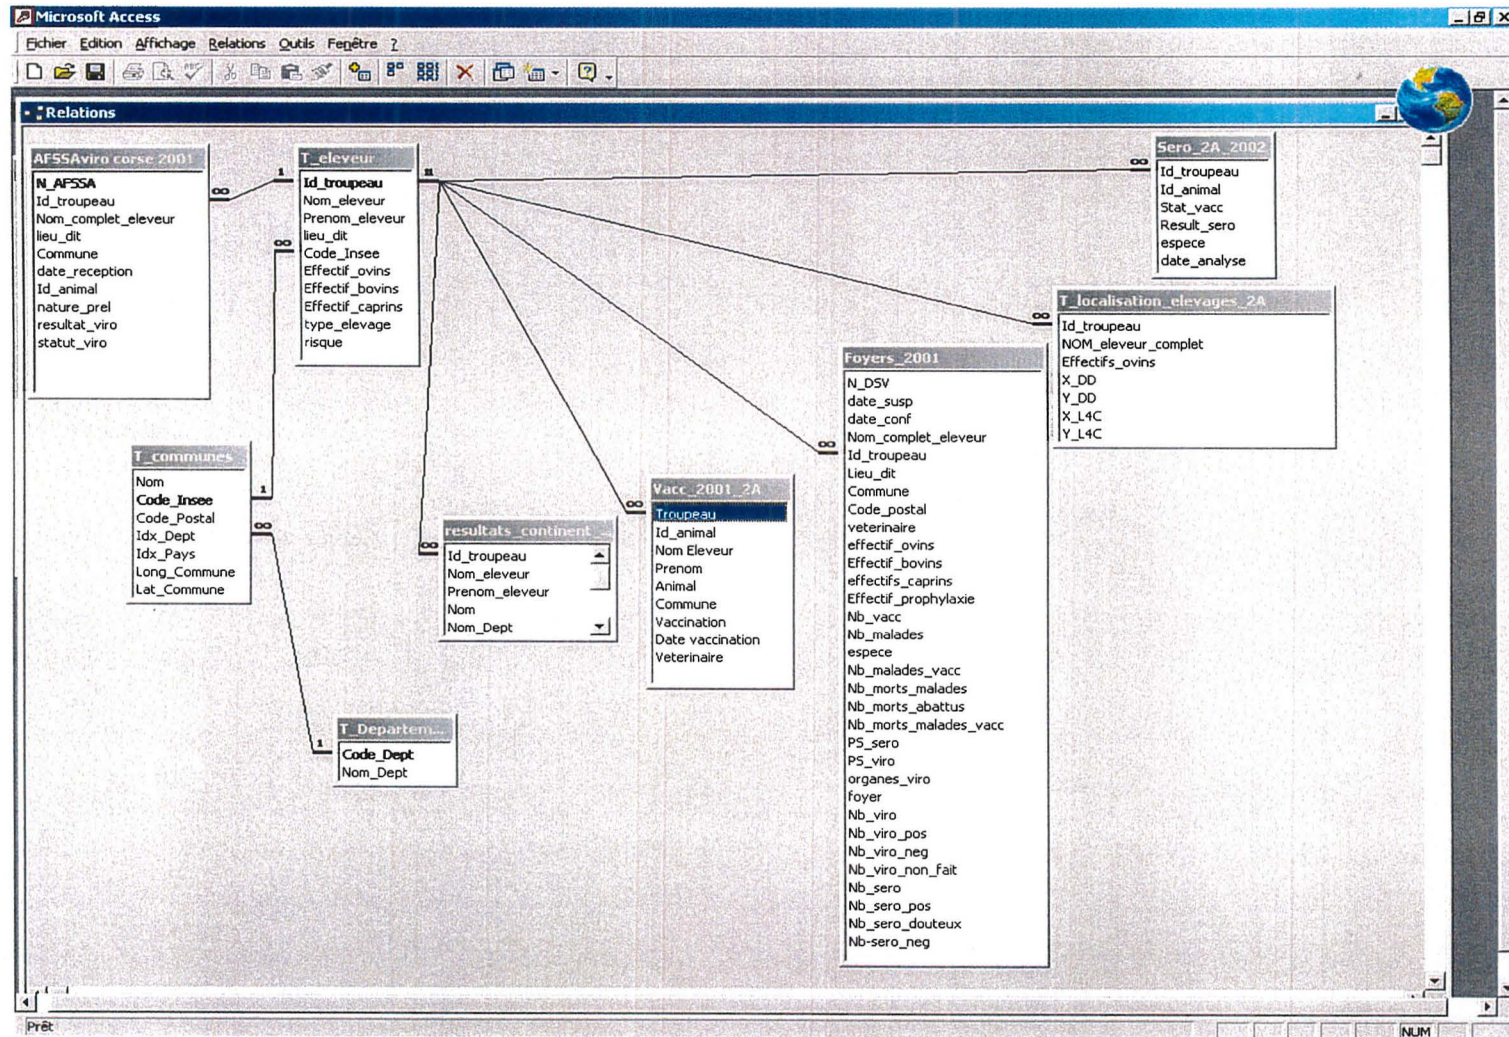 Microsoft Access
Fichier Edition Affichage Relations Outils Fenêtre ?
Relations
AFSSAviro corse 2001
N_AFSSA
Id_troupeau
Nom_complet_eleveur
lieu_dit
Commune
date_reception
Id_animal
nature_prel
resultat_viro
statut_viro
∞
1
T_eleveur
Id_troupeau
Nom_eleveur
Prenom_eleveur
lieu_dit
Code_Insee
Effectif_ovins
Effectif_bovins
Effectif_caprins
type_elevage
risque
∞
∞
Sero_2A_2002
Id_troupeau
Id_animal
Stat_vacc
Result_sero
espece
date_analyse
∞
T_localisation_elevages_2A
Id_troupeau
NOM_eleveur_complet
Effectifs_ovins
X_DD
Y_DD
X_L4C
Y_L4C
∞
Foyers_2001
N_DSV
date_susp
date_conf
Nom_complet_eleveur
Id_troupeau
Lieu_dit
Commune
Code_postal
veterinaire
effectif_ovins
Effectif_bovins
effectifs_caprins
Effectif_prophylaxie
Nb_vacc
Nb_malades
espece
Nb_malades_vacc
Nb_morts_malades
Nb_morts_abattus
Nb_morts_malades_vacc
PS_sero
PS_viro
organes_viro
foyer
Nb_viro
Nb_viro_pos
Nb_viro_neg
Nb_viro_non_fait
Nb_sero
Nb_sero_pos
Nb_sero_douteux
Nb-sero_neg
T_communes
Nom
Code_Insee
Code_Postal
Idx_Dept
Idx_Pays
Long_Commune
Lat_Commune
1
∞
∞
resultats_continent_
Id_troupeau
Nom_eleveur
Prenom_eleveur
Nom
Nom_Dept
∞
Vacc_2001_2A
Troupeau
Id_animal
Nom Eleveur
Prenom
Animal
Commune
Vaccination
Date vaccination
Veterinaire
1
T_Departem...
Code_Dept
Nom_Dept
Prêt
NUM